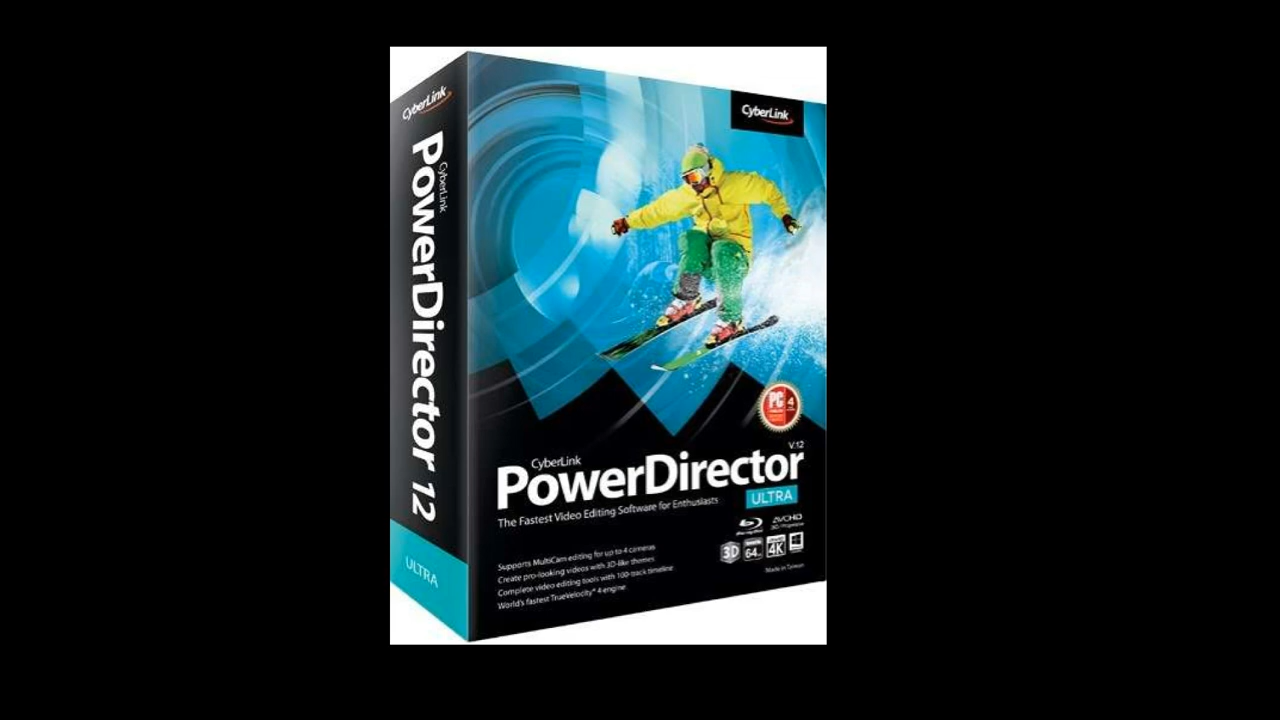 CyberLink
CyberLink
PowerDirector 12
ULTRA
CyberLink
PC
4
V.12
CyberLink
PowerDirector
ULTRA
The Fastest Video Editing Software for Enthusiasts
AVCHD
3D
64
4K
Made in Taiwan
Supports MultiCam editing for up to 4 cameras
Create pro-looking videos with 3D-like themes
Complete video editing tools with 100-track timeline
World's fastest TrueVelocity® 4 engine